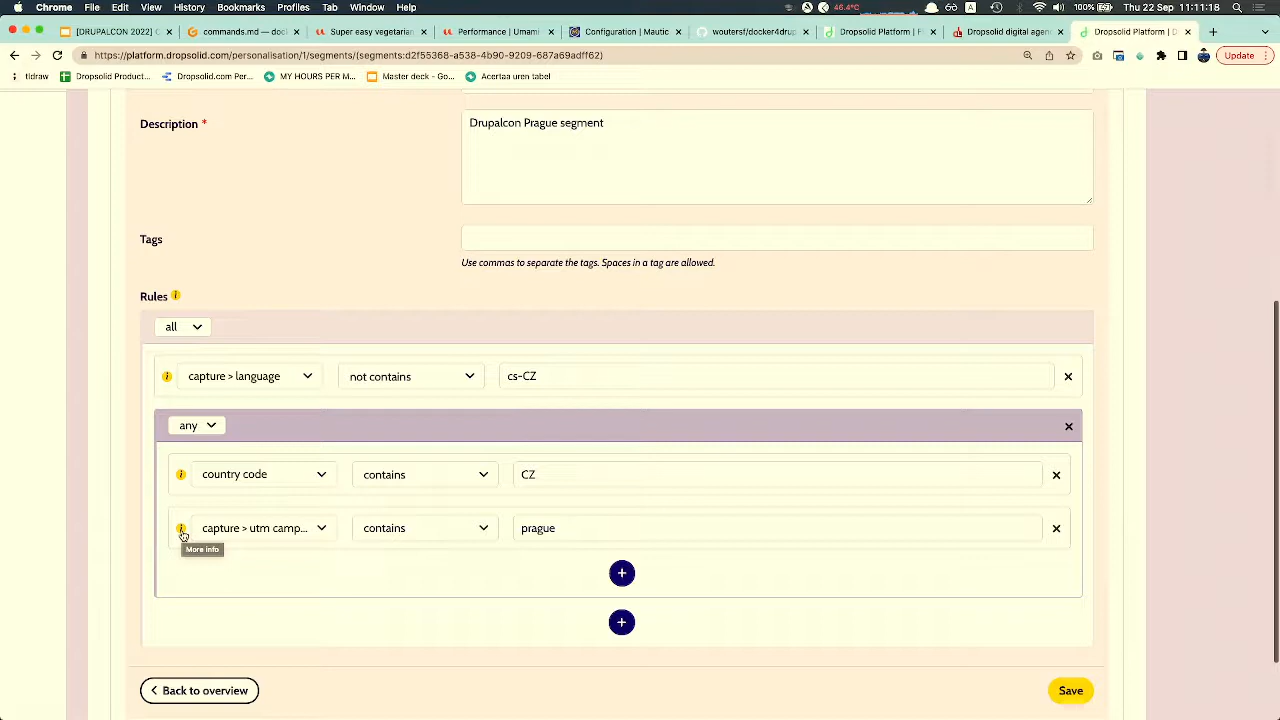 Chrome File Edit View History Bookmarks Profiles Tab Window Help
46.4°C 100% Thu 22 Sep 11:11:18
[DRUPALCON 2022] C
commands.md — doc
Super easy vegetarian
Performance | Umami
Configuration | Mautic
woutersf/docker4drup
Dropsolid Platform | F
Dropsolid digital agen
Dropsolid Platform | D
https://platform.dropsolid.com/personalisation/1/segments/(segments:d2f55368-a538-4b90-9209-687a69adff62)
Update
tldraw
Dropsolid Product...
Dropsolid.com Per...
MY HOURS PER M...
Master deck - Go...
Acertaa uren tabel
Description *
Drupalcon Prague segment
Tags
Use commas to separate the tags. Spaces in a tag are allowed.
Rules i
all
capture > language not contains cs-CZ
any
country code contains CZ
capture > utm camp... contains prague
More info
Back to overview
Save